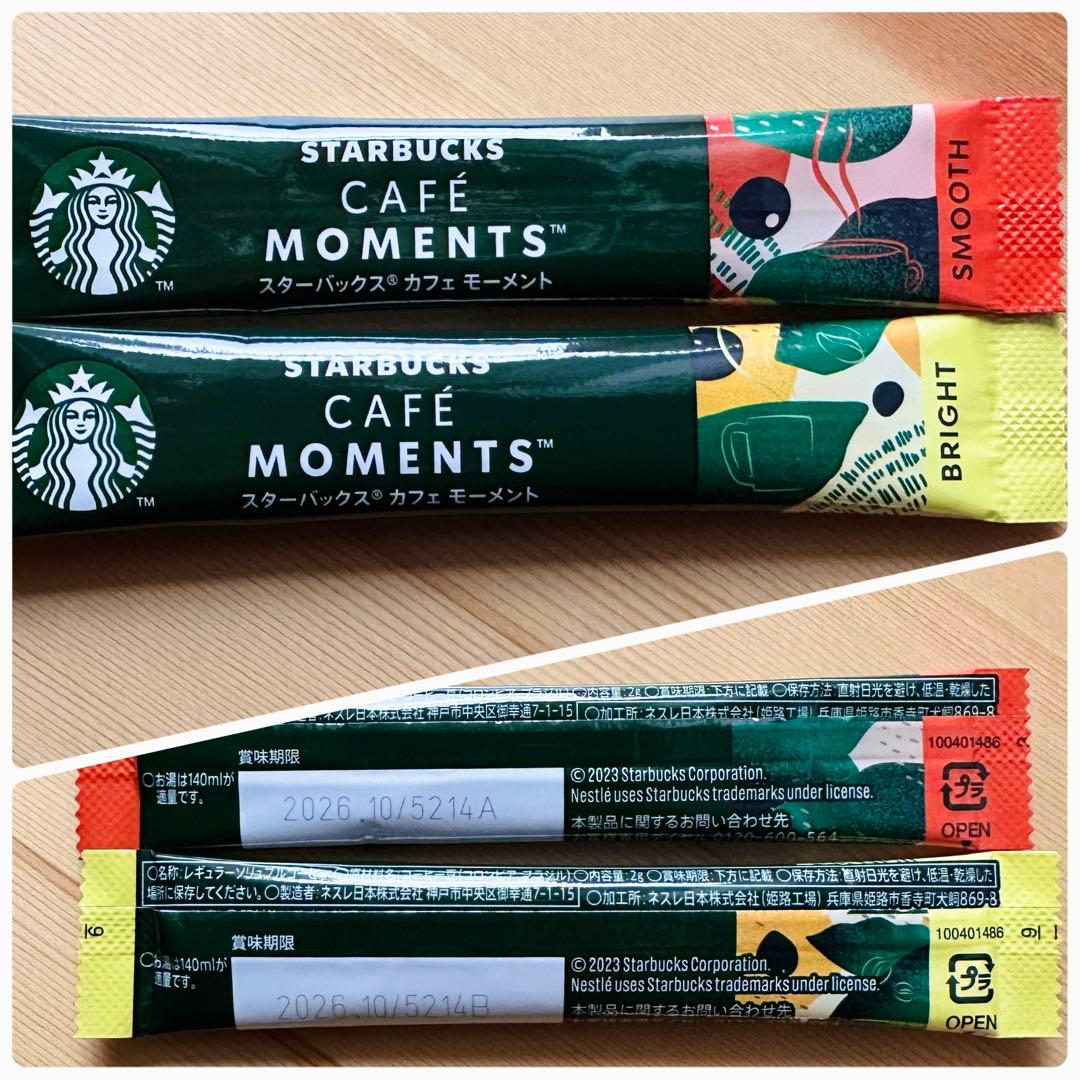 STARBUCKS
CAFÉ
MOMENTS™
スターバックス® カフェ モーメント
TM
SMOOTH
STARBUCKS
CAFÉ
MOMENTS™
スターバックス® カフェ モーメント
TM
BRIGHT
○内容量: 2g ○賞味期限: 下方に記載 ○保存方法: 直射日光を避け、低温・乾燥した
ネスレ日本株式会社 神戸市中央区御幸通7-1-15 ○加工所: ネスレ日本株式会社 (姫路工場) 兵庫県姫路市香寺町犬飼869-8
賞味期限
○お湯は140mlが
適量です。
2026.10/5214A
© 2023 Starbucks Corporation.
Nestlé uses Starbucks trademarks under license.
本製品に関するお問い合わせ先
0120-600-564
100401486
プラ
OPEN
○名称: レギュラーソリュブルコーヒー ○原材料名: コーヒー豆(コロンビア、ブラジル) ○内容量: 2g ○賞味期限: 下方に記載 ○保存方法: 直射日光を避け、低温・乾燥した
場所に保存してください。○製造者: ネスレ日本株式会社 神戸市中央区御幸通7-1-15 ○加工所: ネスレ日本株式会社 (姫路工場) 兵庫県姫路市香寺町犬飼869-8
賞味期限
○お湯は140mlが
適量です。
2026.10/5214B
© 2023 Starbucks Corporation.
Nestlé uses Starbucks trademarks under license.
本製品に関するお問い合わせ先
100401486
プラ
OPEN